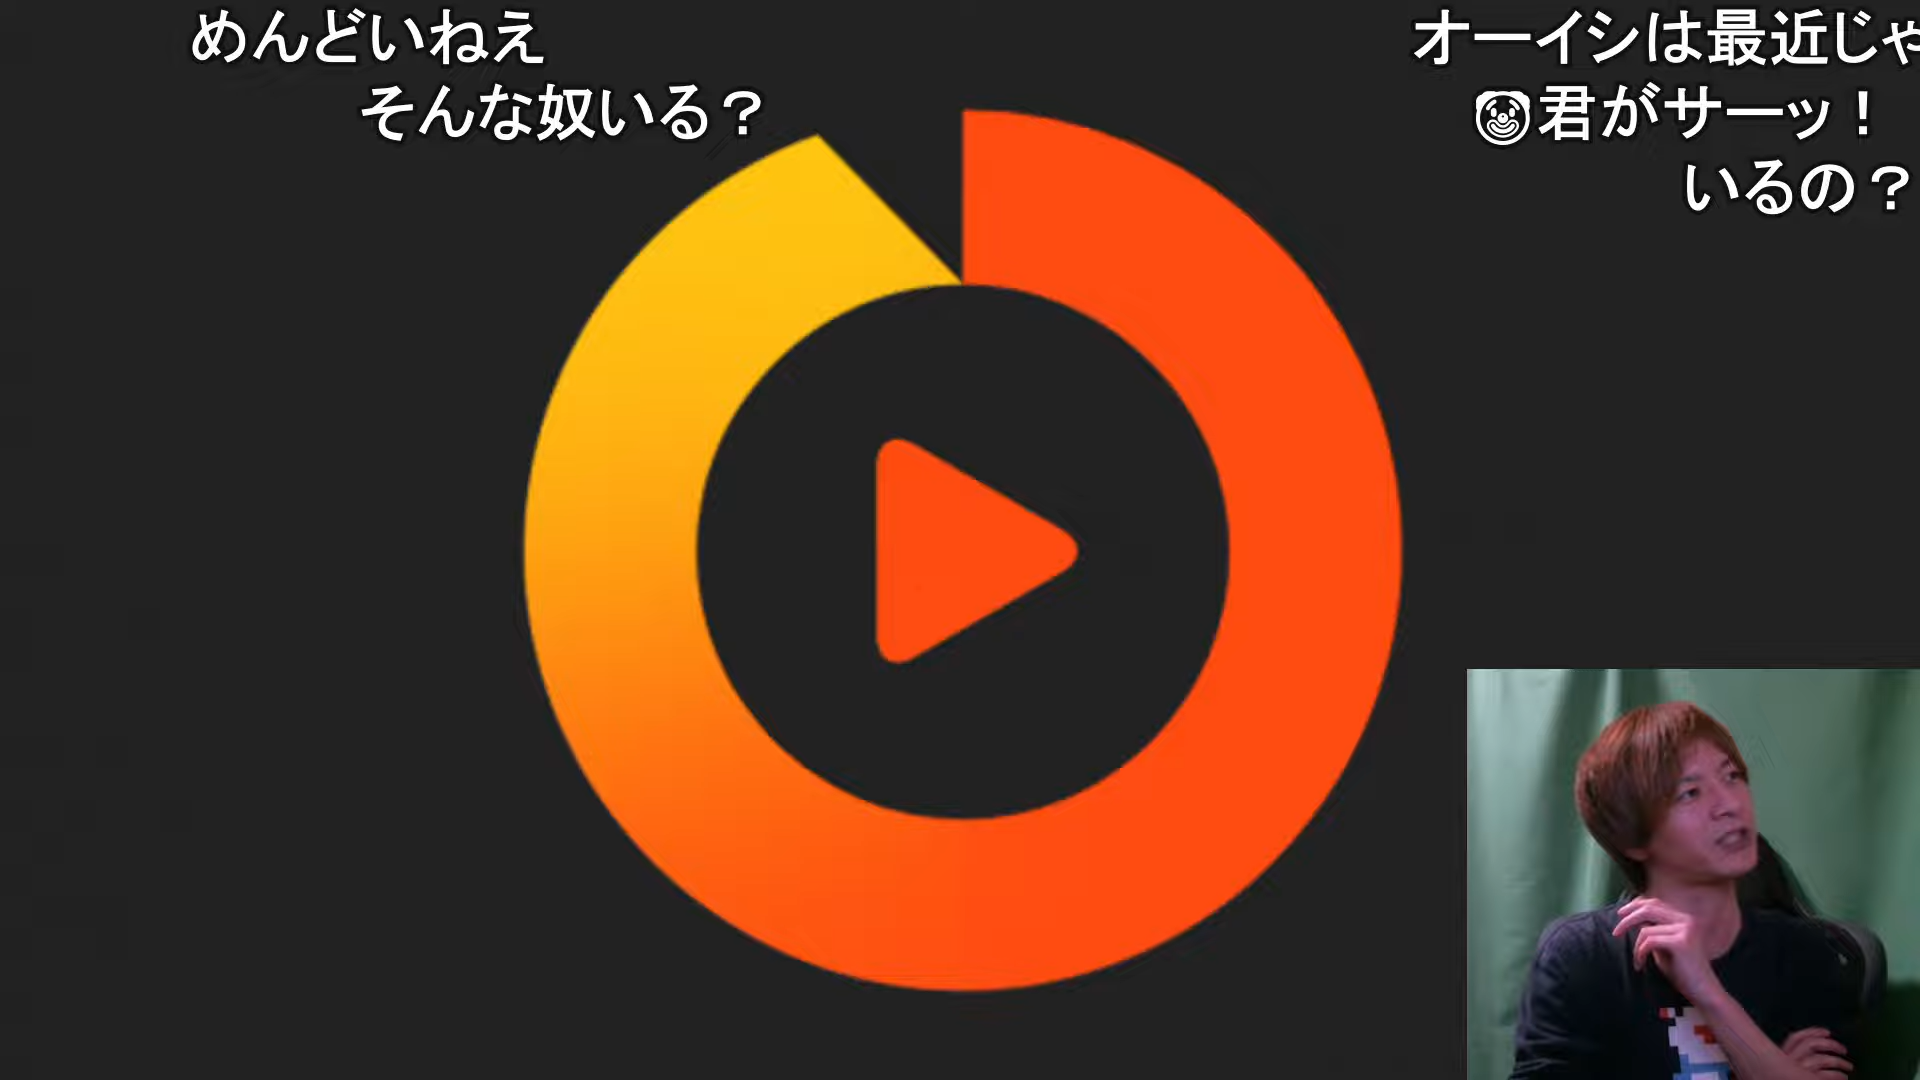 めんどいねえ
オーイシは最近じゃ
そんな奴いる？
🤡君がサーッ！
いるの？